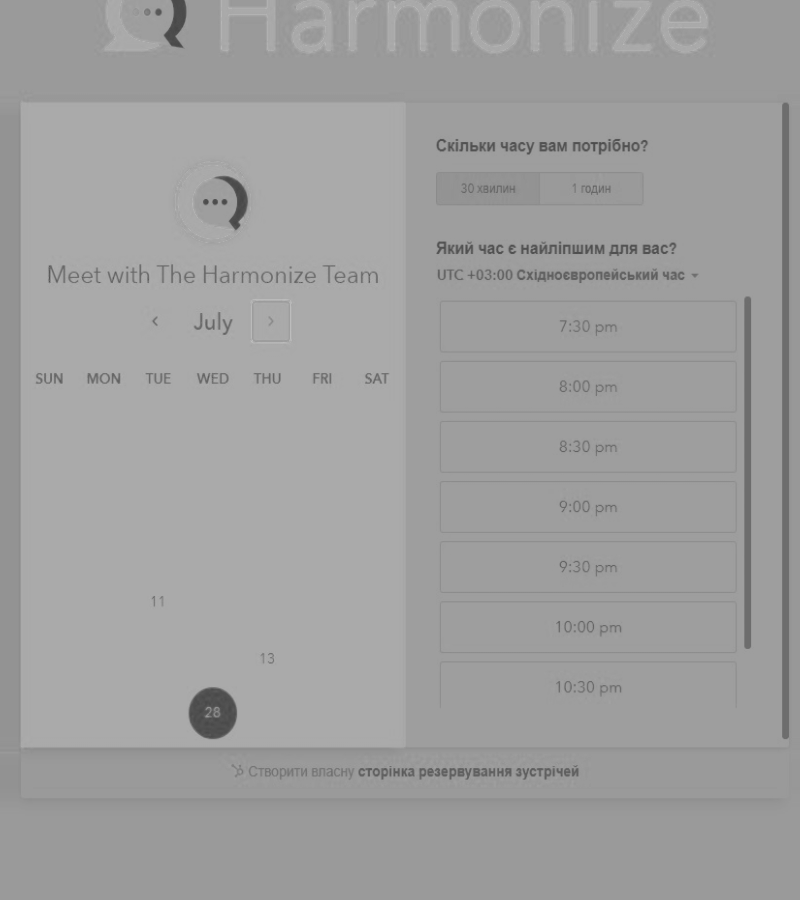 Harmonize
Meet with The Harmonize Team
July
SUN MON TUE WED THU FRI SAT
11
13
28
Скільки часу вам потрібно?
30 хвилин 1 годин
Який час є найліпшим для вас?
UTC +03:00 Східноєвропейський час
7:30 pm
8:00 pm
8:30 pm
9:00 pm
9:30 pm
10:00 pm
10:30 pm
Створити власну сторінка резервування зустрічей